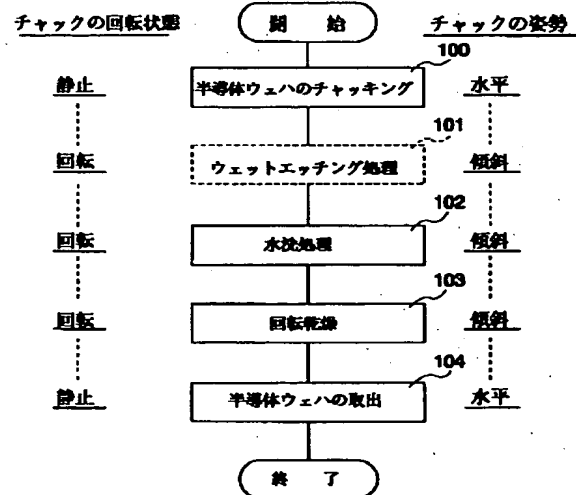 チャックの回転状態
開 始
チャックの姿勢
100
静止
半導体ウェハのチャッキング
水平
101
回転
ウェットエッチング処理
傾斜
102
回転
水洗処理
傾斜
103
回転
回転乾燥
傾斜
104
静止
半導体ウェハの取出
水平
終 了